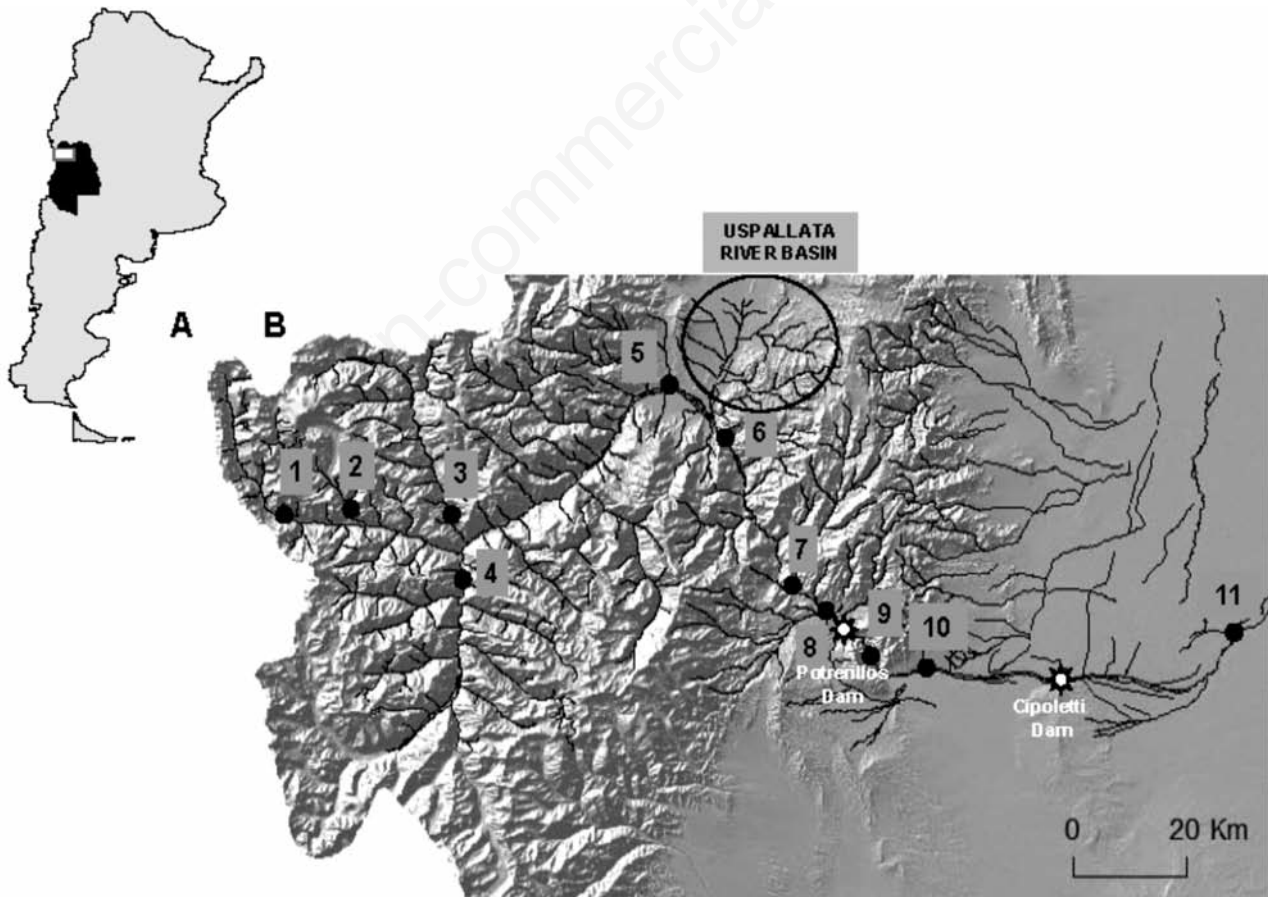 n-commercia
USPALLATA
RIVER BASIN
A
B
5
6
1
2
3
4
7
8
9
10
11
Potrerillos
Dam
Cipoletti
Dam
0
20 Km